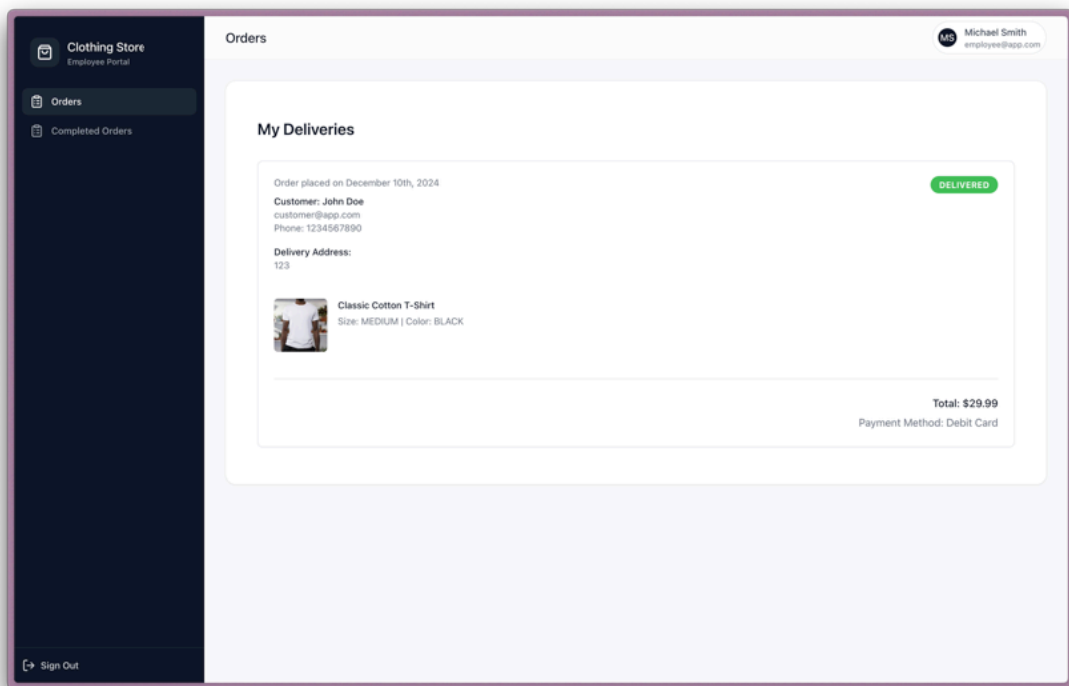 Clothing Store
Employee Portal
Orders
Completed Orders
Sign Out
Orders
MS
Michael Smith
employee@app.com
My Deliveries
Order placed on December 10th, 2024
DELIVERED
Customer: John Doe
customer@app.com
Phone: 1234567890
Delivery Address:
123
Classic Cotton T-Shirt
Size: MEDIUM | Color: BLACK
Total: $29.99
Payment Method: Debit Card